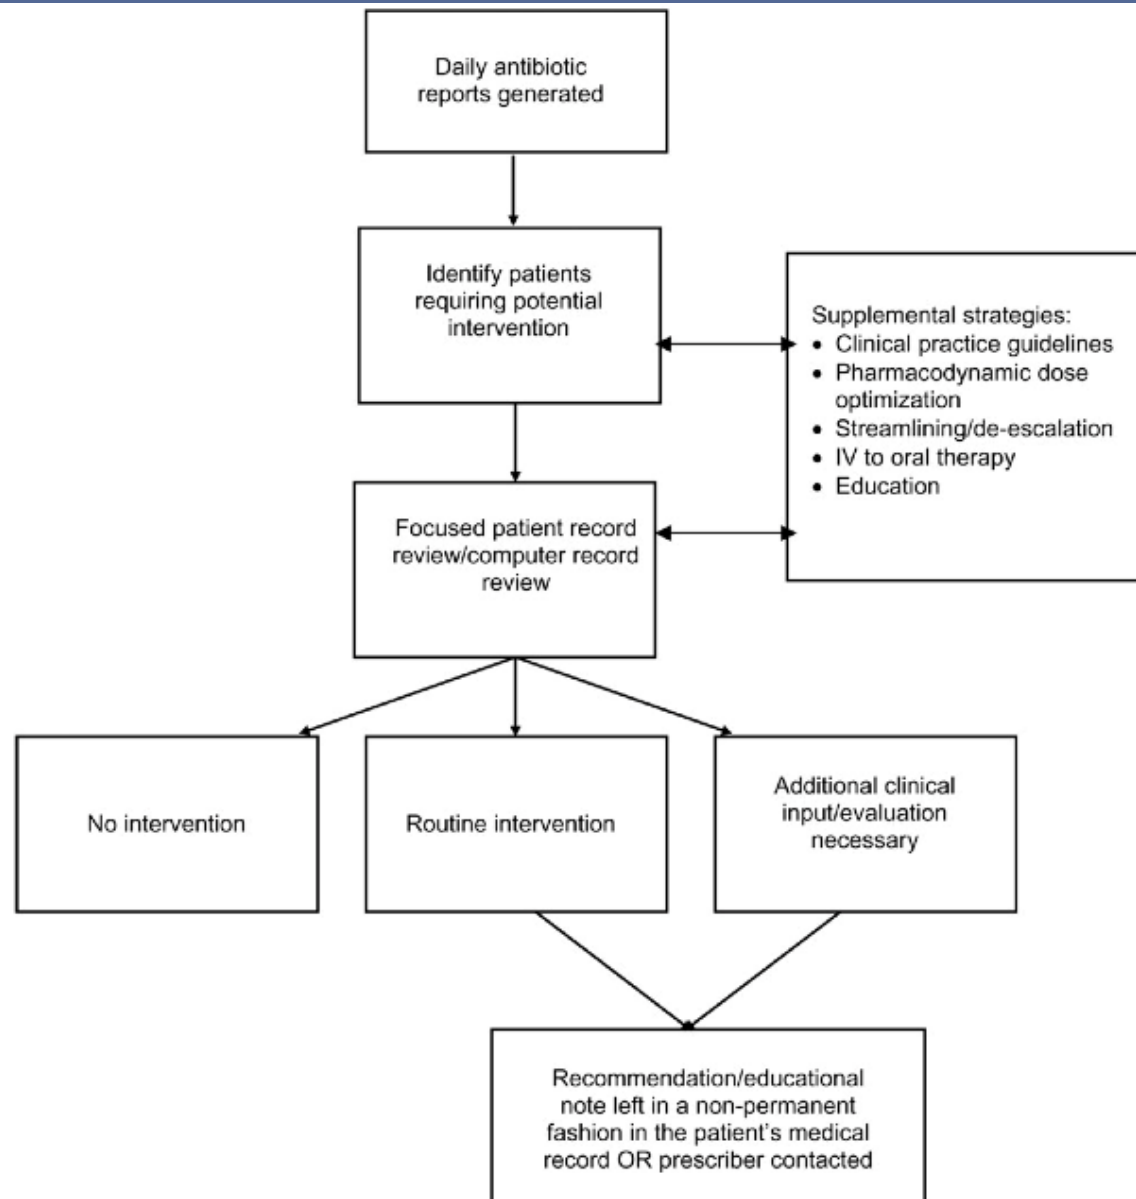 Daily antibiotic
reports generated
Identify patients
requiring potential
intervention
Supplemental strategies:
• Clinical practice guidelines
• Pharmacodynamic dose
optimization
• Streamlining/de-escalation
• IV to oral therapy
• Education
Focused patient record
review/computer record
review
No intervention
Routine intervention
Additional clinical
input/evaluation
necessary
Recommendation/educational
note left in a non-permanent
fashion in the patient's medical
record OR prescriber contacted